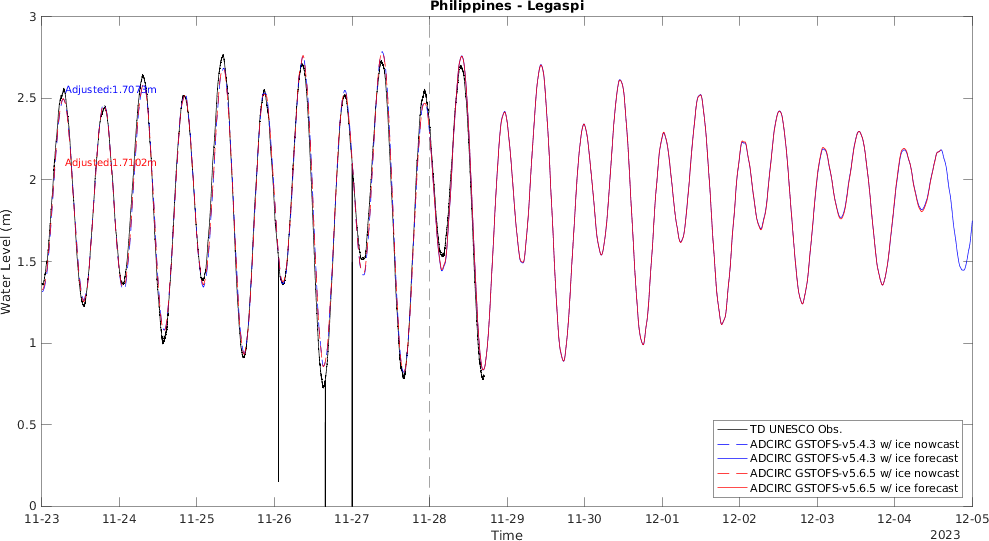 Philippines - Legaspi
3
2.5
2
1.5
1
0.5
0
Water Level (m)
Adjusted:1.7073m
Adjusted:1.7102m
TD UNESCO Obs.
ADCIRC GSTOFS-v5.4.3 w/ ice nowcast
ADCIRC GSTOFS-v5.4.3 w/ ice forecast
ADCIRC GSTOFS-v5.6.5 w/ ice nowcast
ADCIRC GSTOFS-v5.6.5 w/ ice forecast
11-23 11-24 11-25 11-26 11-27 11-28 11-29 11-30 12-01 12-02 12-03 12-04 12-05
Time
2023